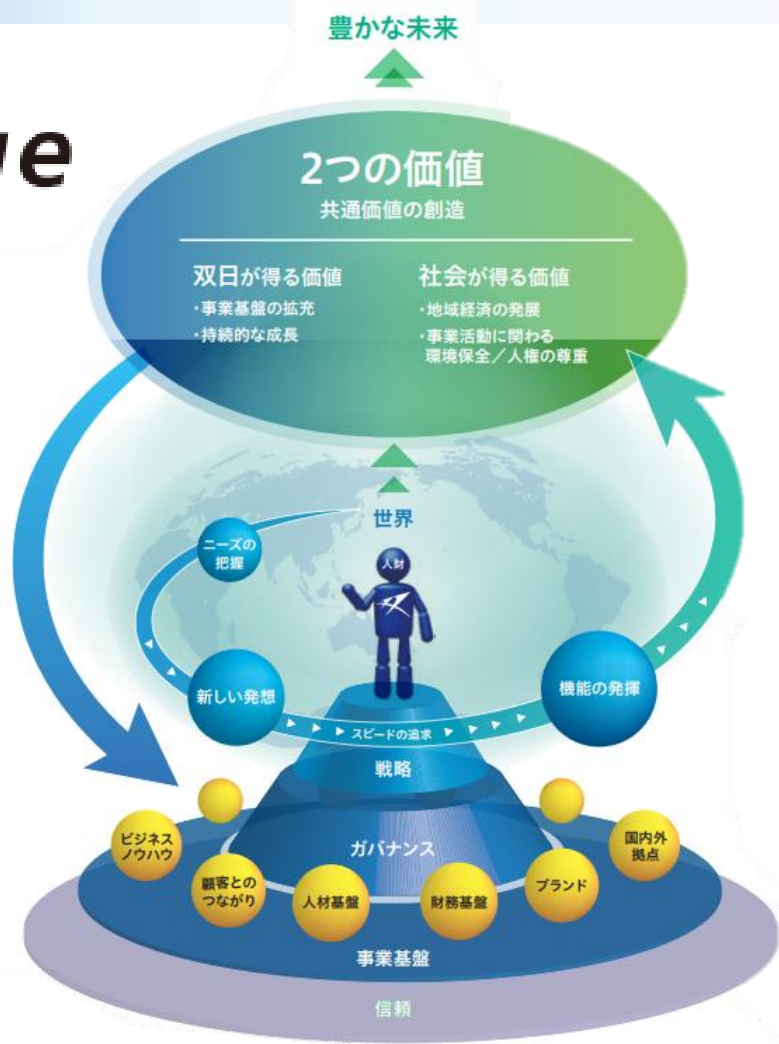 豊かな未来
ue
2つの価値
共通価値の創造
双日が得る価値
・事業基盤の拡充
・持続的な成長
社会が得る価値
・地域経済の発展
・事業活動に関わる
環境保全／人権の尊重
世界
ニーズの
把握
人財
新しい発想
機能の発揮
スピードの追求
戦略
ガバナンス
ビジネス
ノウハウ
顧客との
つながり
人材基盤
財務基盤
ブランド
国内外
拠点
事業基盤
信頼